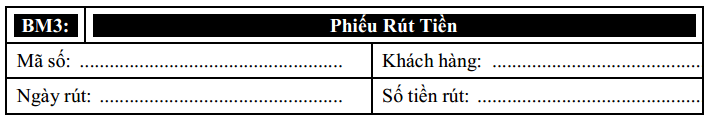 BM3: Phiếu Rút Tiền
Mã số: ................................................... Khách hàng: ........................................
Ngày rút: ............................................... Số tiền rút: ...........................................